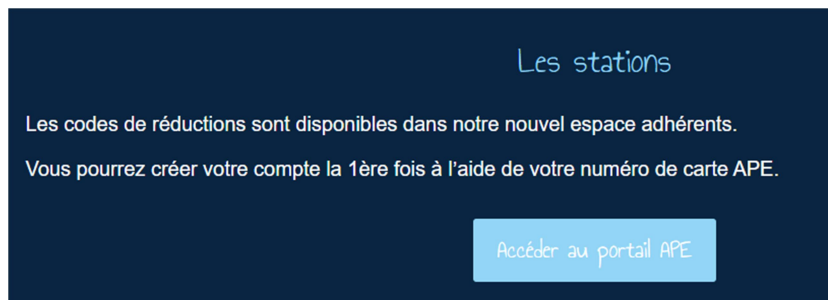 Les stations
Les codes de réductions sont disponibles dans notre nouvel espace adhérents.
Vous pourrez créer votre compte la 1ère fois à l’aide de votre numéro de carte APE.
Accéder au portail APE